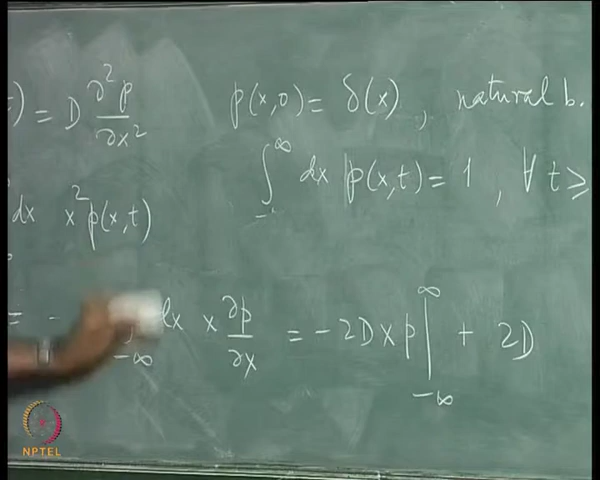 ) = D ∂²p/∂x² p(x,0) = δ(x) , natural b.
∫_{-}^{∞} dx p(x,t) = 1 , ∀ t ≥
dx x² p(x,t)
= - dx x ∂p/∂x = -2D x p |_{-∞}^{∞} + 2D
-∞
NPTEL